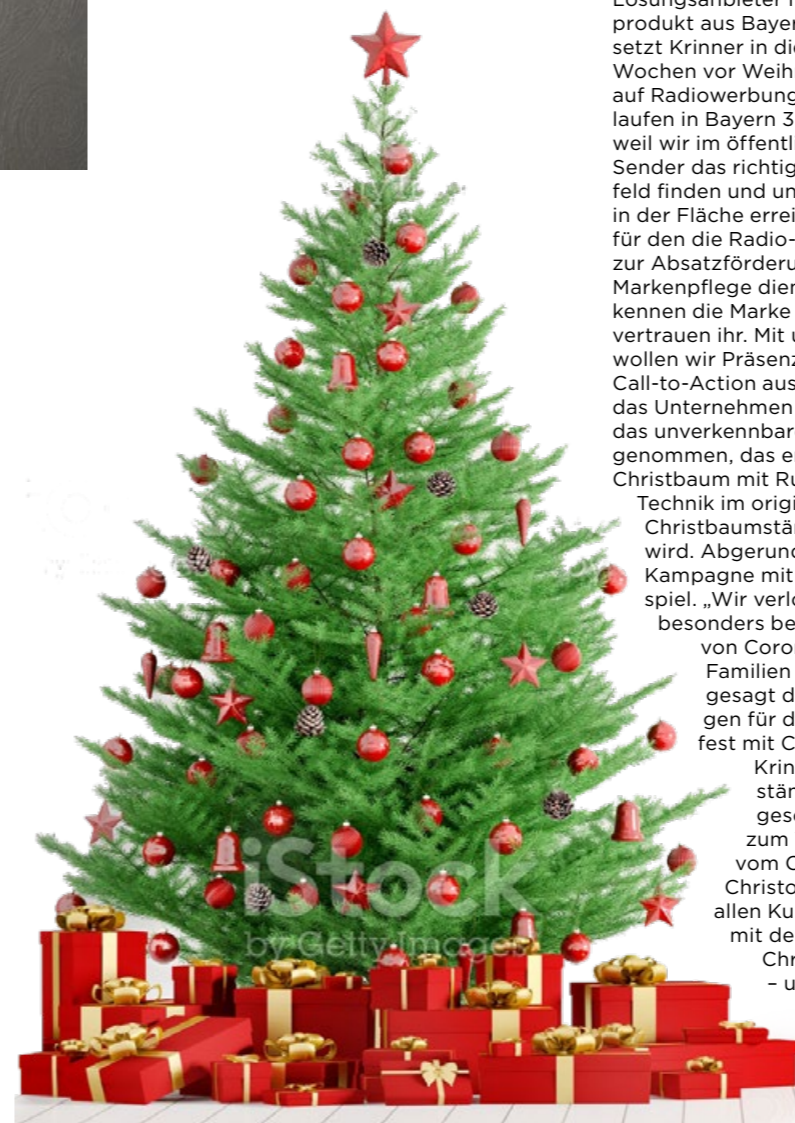 produkt aus Bayer
setzt Krinner in di
Wochen vor Weih
auf Radiowerbung
laufen in Bayern 3
weil wir im öffentl
Sender das richtig
feld finden und un
in der Fläche errei
für den die Radio-
zur Absatzförderu
Markenpflege dier
kennen die Marke
vertrauen ihr. Mit u
wollen wir Präsenz
Call-to-Action aus
das Unternehmen
das unverkennbar
genommen, das er
Christbaum mit Ru
Technik im origi
Christbaumstän
wird. Abgerund
Kampagne mit
spiel. „Wir verlo
besonders be
von Coron
Familien
gesagt d
gen für d
fest mit C
Krin
stän
gesc
zum
vom C
Christo
allen Ku
mit de
Chr
– u
iStock
by Getty Images